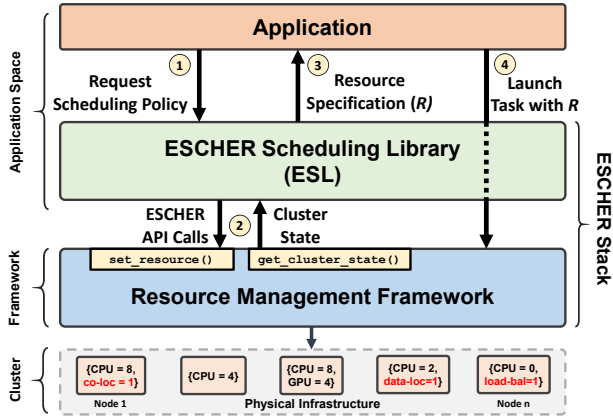 Application
1
3
4
Request
Scheduling Policy
Resource
Specification (R)
Launch
Task with R
Application Space
ESCHER Scheduling Library
(ESL)
ESCHER Stack
ESCHER
API Calls
2
Cluster
State
set_resource()
get_cluster_state()
Resource Management Framework
Framework
{CPU = 8,
co-loc = 1}
{CPU = 4}
{CPU = 8,
GPU = 4}
{CPU = 2,
data-loc=1}
{CPU = 0,
load-bal=1}
Node 1
Physical Infrastructure
Node n
Cluster